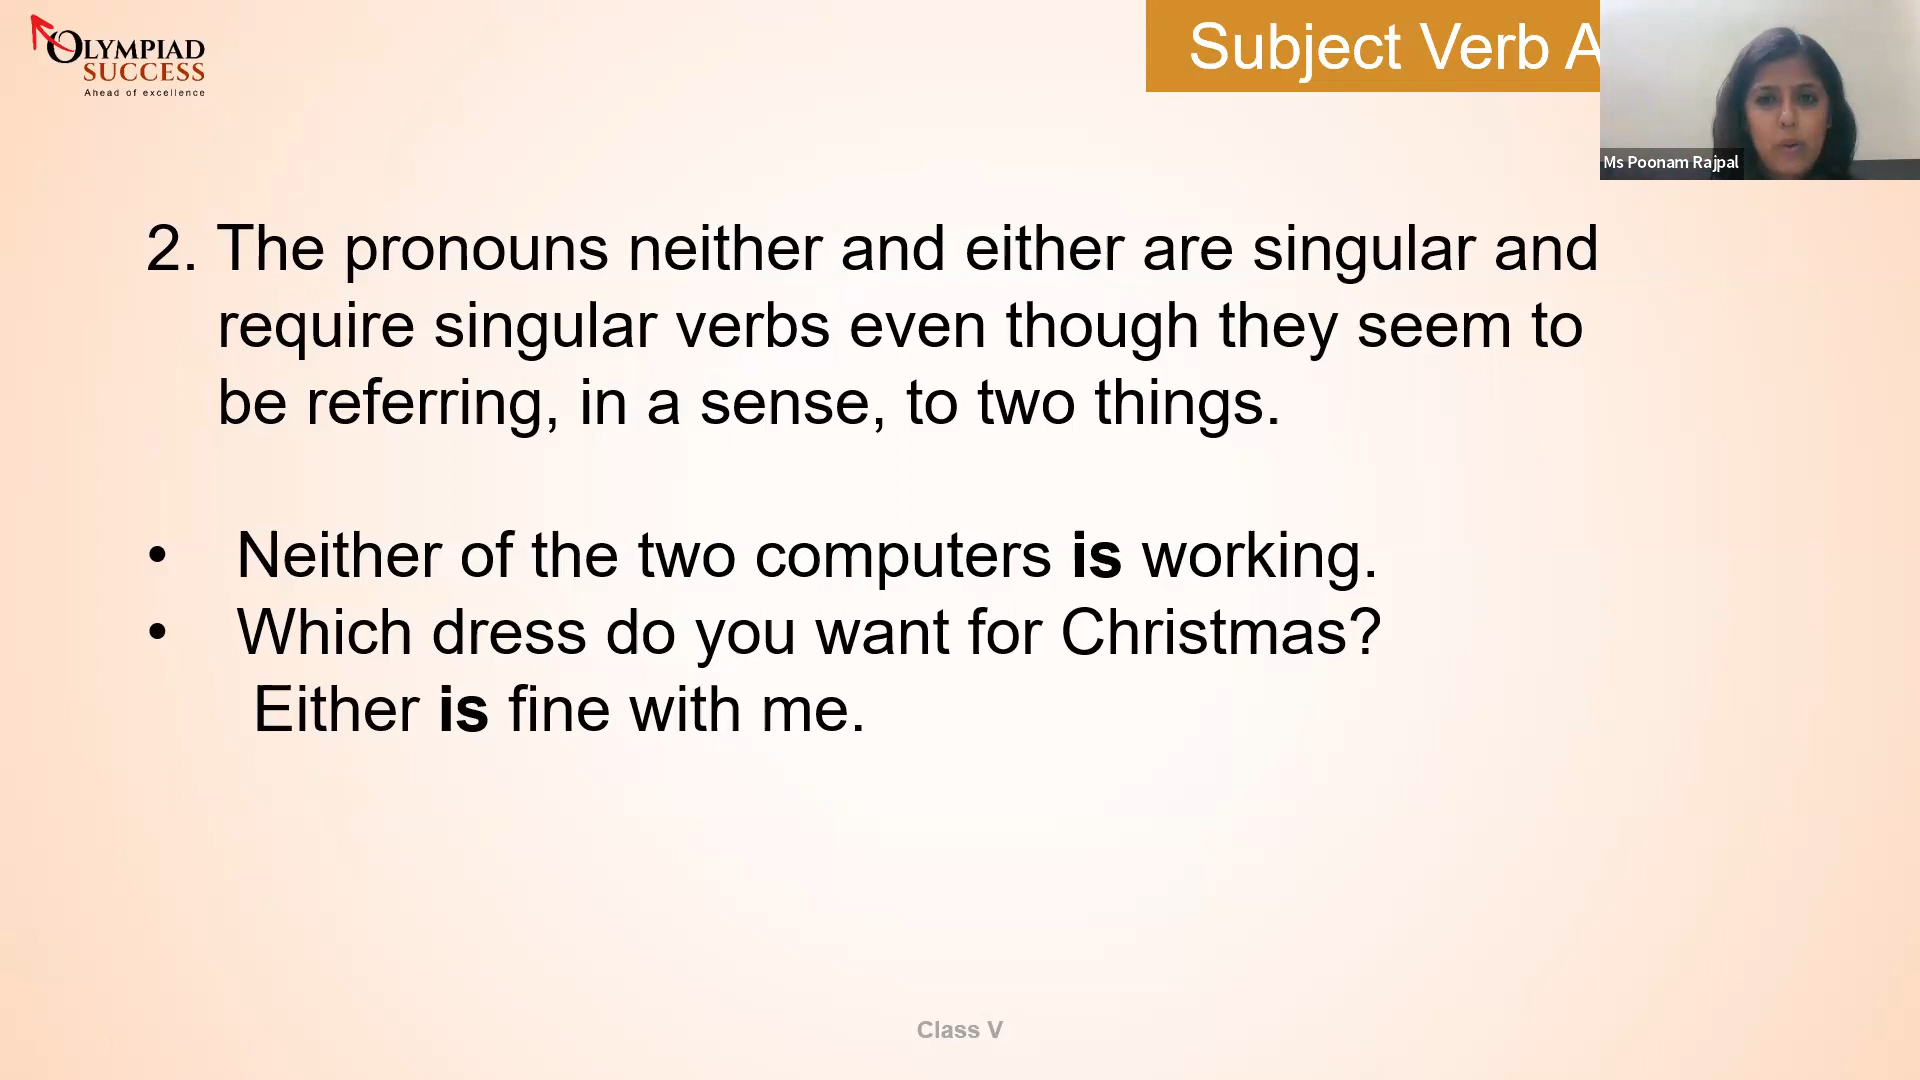 OLYMPIAD
SUCCESS
Ahead of excellence
Subject Verb A
Ms Poonam Rajpal
2. The pronouns neither and either are singular and
require singular verbs even though they seem to
be referring, in a sense, to two things.
• Neither of the two computers is working.
• Which dress do you want for Christmas?
Either is fine with me.
Class V